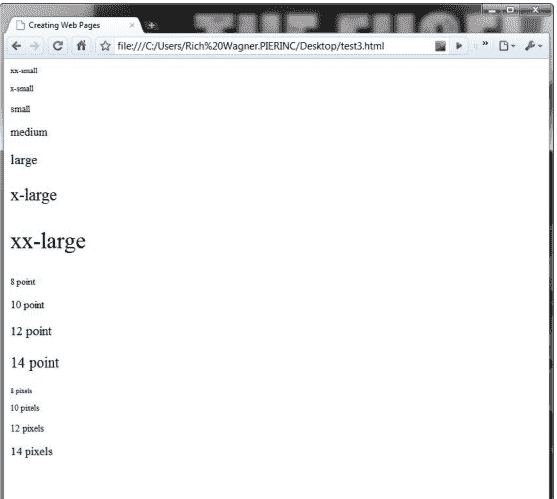 Creating Web Pages
file:///C:/Users/Rich%20Wagner.PIERINC/Desktop/test3.html
xx-small
x-small
small
medium
large
x-large
xx-large
8 point
10 point
12 point
14 point
8 pixels
10 pixels
12 pixels
14 pixels